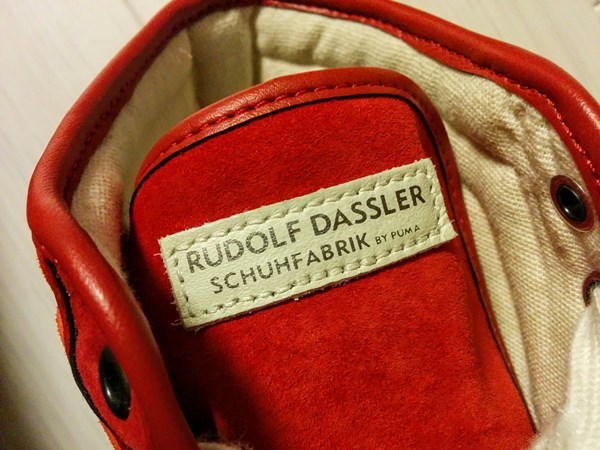 RUDOLF DASSLER
SCHUHFABRIK BY PUMA